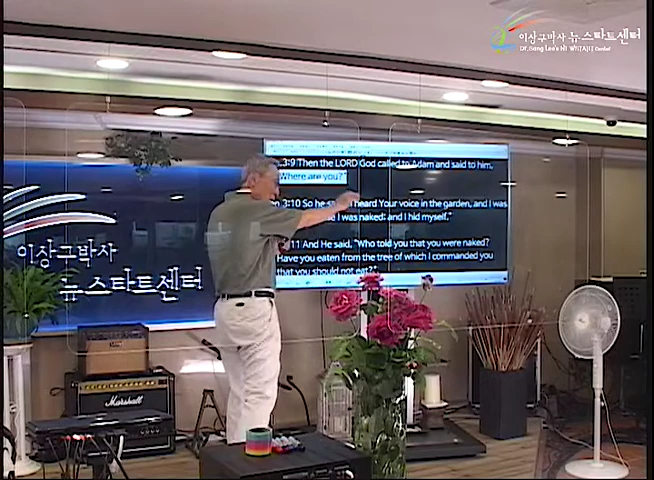 이상구박사 뉴스타트센터
Dr. Sang Lee's NEWSTART Center
3:9 Then the LORD God called to Adam and said to him,
Where are you?"
3:10 So he heard Your voice in the garden, and I was
I was naked; and I hid myself."
11 And He said, "Who told you that you were naked?
Have you eaten from the tree of which I commanded you
that you should not eat?"
이상구박사
뉴스타트센터
Marshall